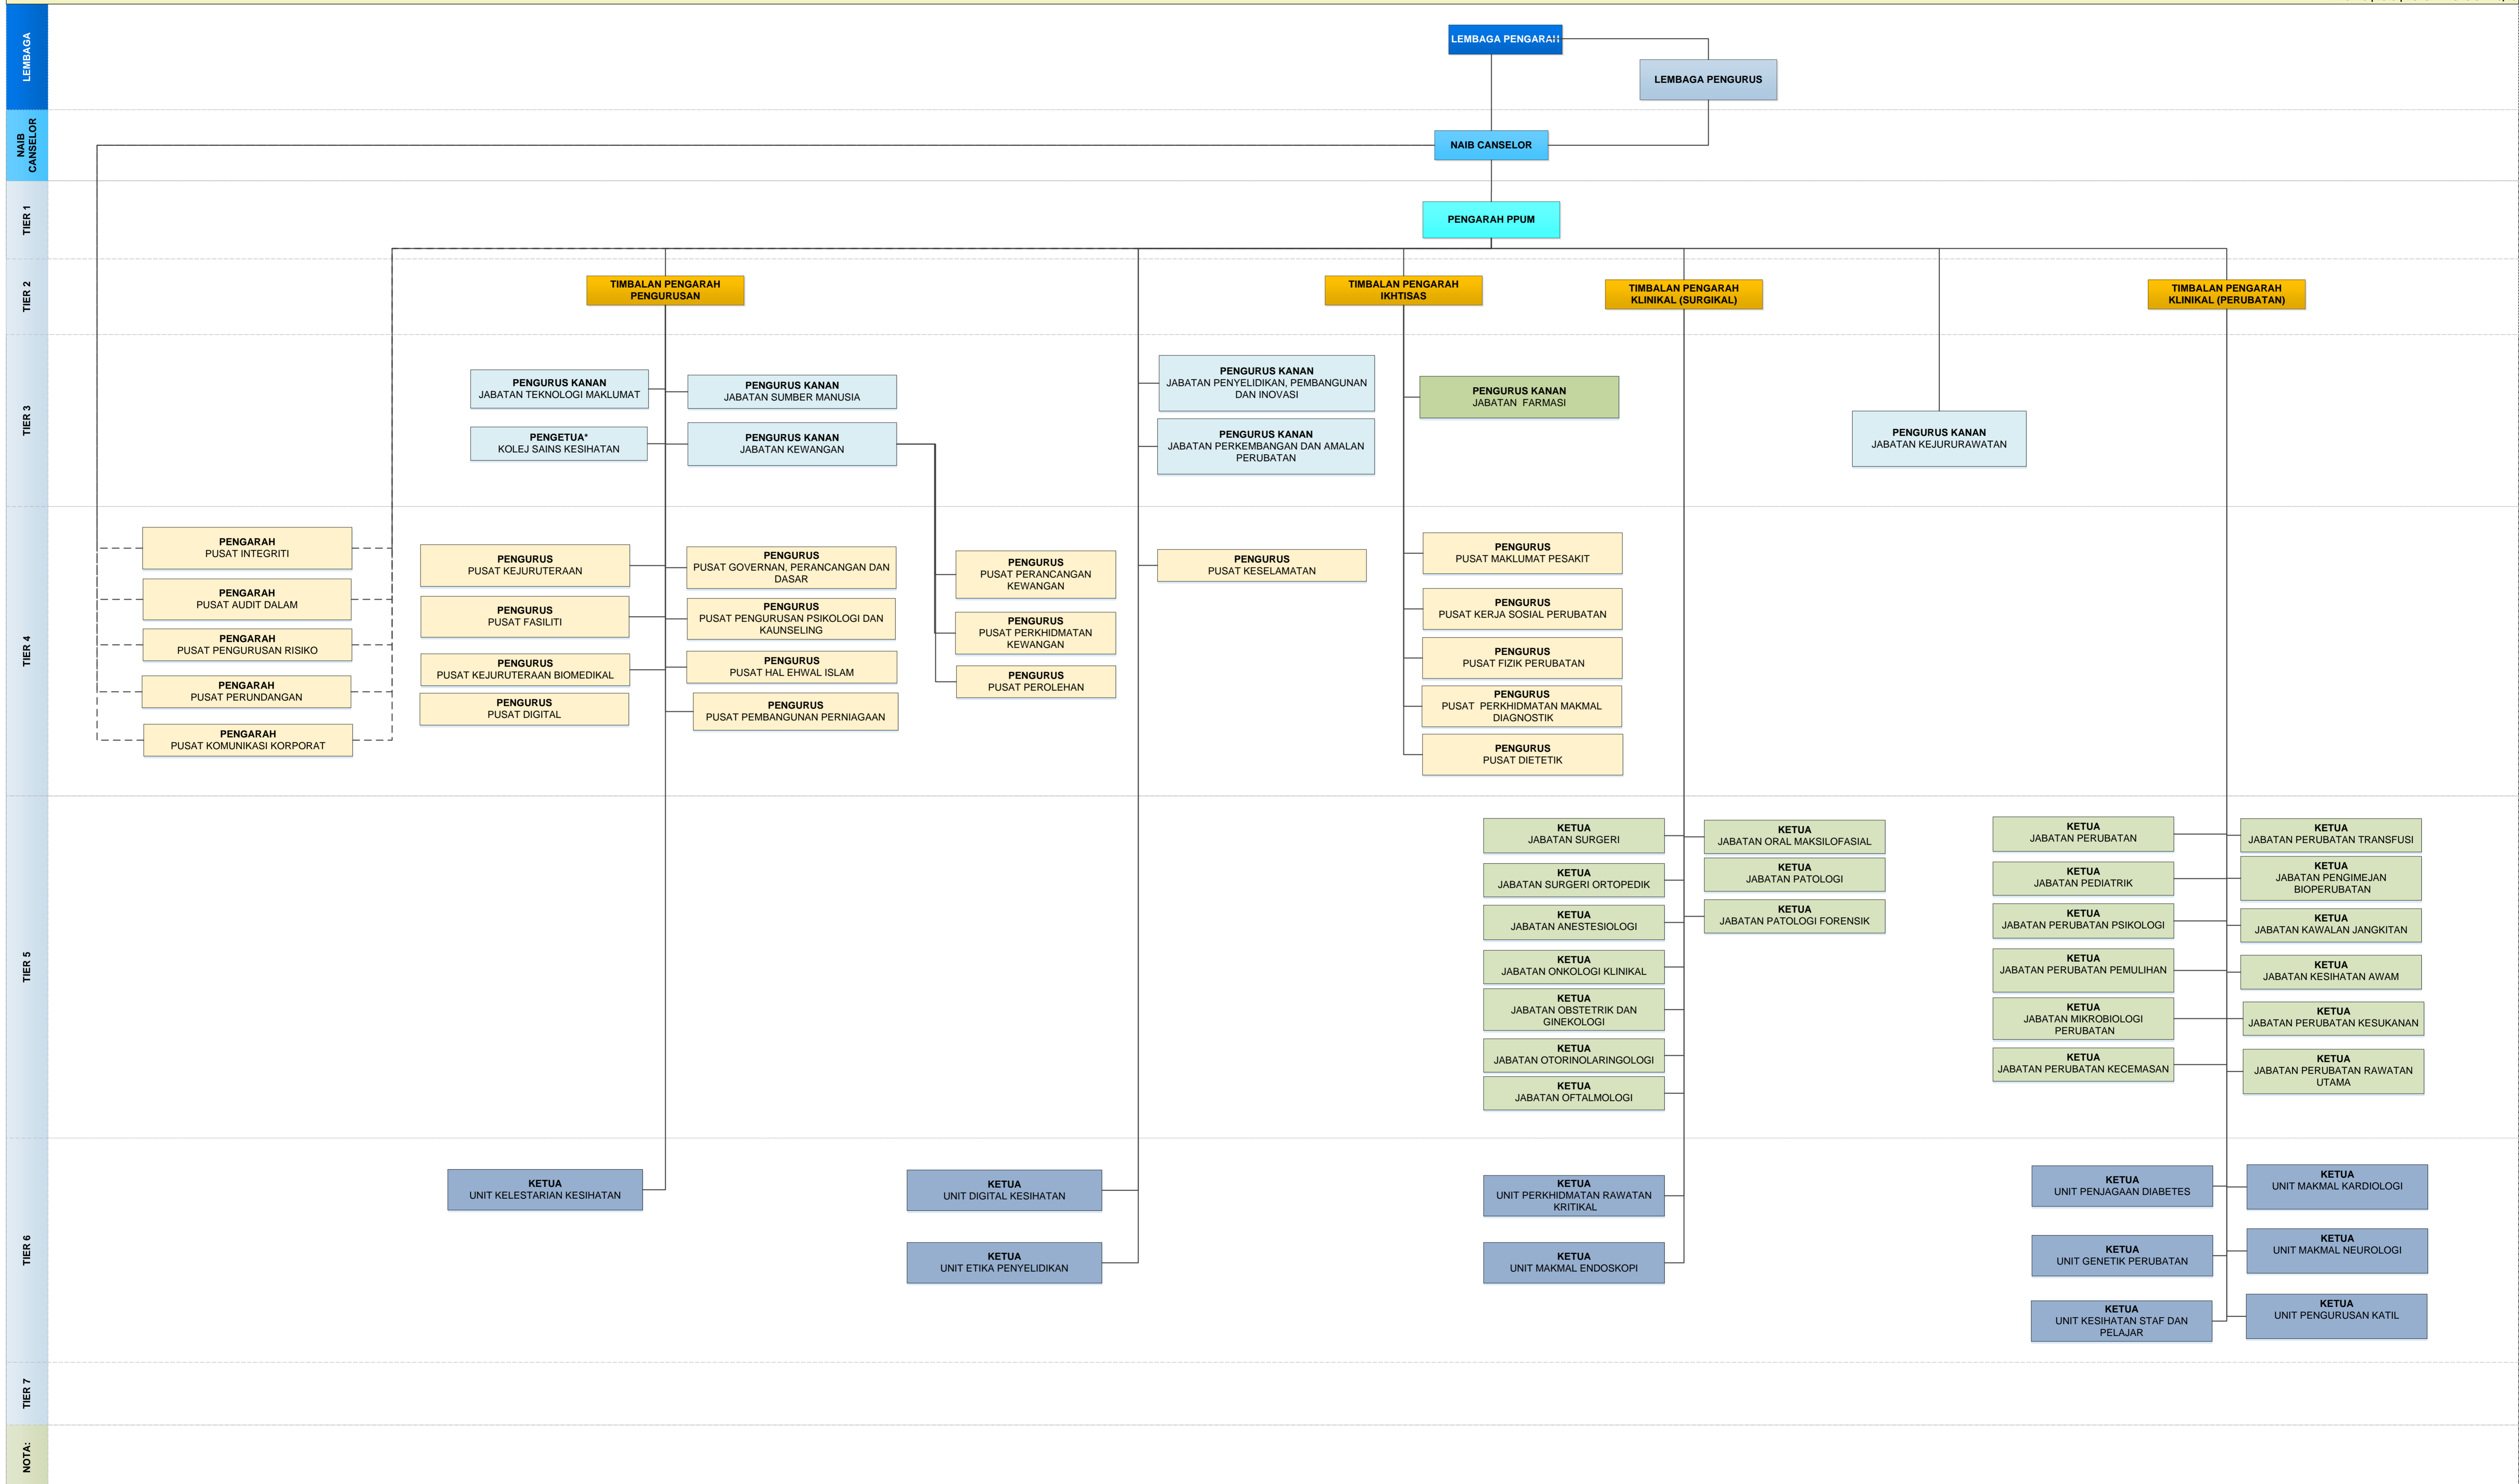 LEMBAGA
LEMBAGA PENGARAH
LEMBAGA PENGURUS
NAIB
CANSELOR
NAIB CANSELOR
TIER 1
PENGARAH PPUM
TIER 2
TIMBALAN PENGARAH
PENGURUSAN
TIMBALAN PENGARAH
IKHTISAS
TIMBALAN PENGARAH
KLINIKAL (SURGIKAL)
TIMBALAN PENGARAH
KLINIKAL (PERUBATAN)
TIER 3
PENGURUS KANAN
JABATAN TEKNOLOGI MAKLUMAT
PENGURUS KANAN
JABATAN SUMBER MANUSIA
PENGETUA*
KOLEJ SAINS KESIHATAN
PENGURUS KANAN
JABATAN KEWANGAN
PENGURUS KANAN
JABATAN PENYELIDIKAN, PEMBANGUNAN
DAN INOVASI
PENGURUS KANAN
JABATAN PERKEMBANGAN DAN AMALAN
PERUBATAN
PENGURUS KANAN
JABATAN FARMASI
PENGURUS KANAN
JABATAN KEJURURAWATAN
TIER 4
PENGARAH
PUSAT INTEGRITI
PENGARAH
PUSAT AUDIT DALAM
PENGARAH
PUSAT PENGURUSAN RISIKO
PENGARAH
PUSAT PERUNDANGAN
PENGARAH
PUSAT KOMUNIKASI KORPORAT
PENGURUS
PUSAT KEJURUTERAAN
PENGURUS
PUSAT FASILITI
PENGURUS
PUSAT KEJURUTERAAN BIOMEDIKAL
PENGURUS
PUSAT DIGITAL
PENGURUS
PUSAT GOVERNAN, PERANCANGAN DAN
DASAR
PENGURUS
PUSAT PENGURUSAN PSIKOLOGI DAN
KAUNSELING
PENGURUS
PUSAT HAL EHWAL ISLAM
PENGURUS
PUSAT PEMBANGUNAN PERNIAGAAN
PENGURUS
PUSAT PERANCANGAN
KEWANGAN
PENGURUS
PUSAT PERKHIDMATAN
KEWANGAN
PENGURUS
PUSAT PEROLEHAN
PENGURUS
PUSAT KESELAMATAN
PENGURUS
PUSAT MAKLUMAT PESAKIT
PENGURUS
PUSAT KERJA SOSIAL PERUBATAN
PENGURUS
PUSAT FIZIK PERUBATAN
PENGURUS
PUSAT PERKHIDMATAN MAKMAL
DIAGNOSTIK
PENGURUS
PUSAT DIETETIK
TIER 5
KETUA
JABATAN SURGERI
KETUA
JABATAN SURGERI ORTOPEDIK
KETUA
JABATAN ANESTESIOLOGI
KETUA
JABATAN ONKOLOGI KLINIKAL
KETUA
JABATAN OBSTETRIK DAN
GINEKOLOGI
KETUA
JABATAN OTORINOLARINGOLOGI
KETUA
JABATAN OFTALMOLOGI
KETUA
JABATAN ORAL MAKSILOFASIAL
KETUA
JABATAN PATOLOGI
KETUA
JABATAN PATOLOGI FORENSIK
KETUA
JABATAN PERUBATAN
KETUA
JABATAN PEDIATRIK
KETUA
JABATAN PERUBATAN PSIKOLOGI
KETUA
JABATAN PERUBATAN PEMULIHAN
KETUA
JABATAN MIKROBIOLOGI
PERUBATAN
KETUA
JABATAN PERUBATAN KECEMASAN
KETUA
JABATAN PERUBATAN TRANSFUSI
KETUA
JABATAN PENGIMEJAN
BIOPERUBATAN
KETUA
JABATAN KAWALAN JANGKITAN
KETUA
JABATAN KESIHATAN AWAM
KETUA
JABATAN PERUBATAN KESUKANAN
KETUA
JABATAN PERUBATAN RAWATAN
UTAMA
TIER 6
KETUA
UNIT KELESTARIAN KESIHATAN
KETUA
UNIT DIGITAL KESIHATAN
KETUA
UNIT ETIKA PENYELIDIKAN
KETUA
UNIT PERKHIDMATAN RAWATAN
KRITIKAL
KETUA
UNIT MAKMAL ENDOSKOPI
KETUA
UNIT PENJAGAAN DIABETES
KETUA
UNIT GENETIK PERUBATAN
KETUA
UNIT KESIHATAN STAF DAN
PELAJAR
KETUA
UNIT MAKMAL KARDIOLOGI
KETUA
UNIT MAKMAL NEUROLOGI
KETUA
UNIT PENGURUSAN KATIL
TIER 7
NOTA: